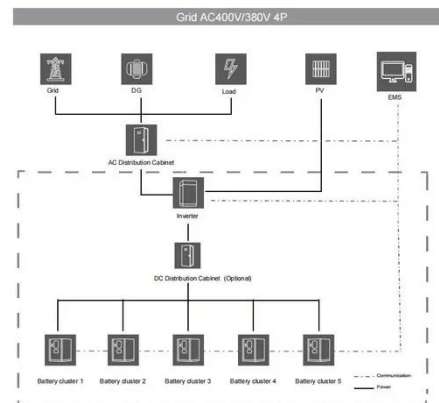 Grid AC400V/380V 4P
Grid
DG
Load
PV
EMS
AC Distribution Cabinet
Inverter
DC Distribution Cabinet (Optional)
Battery cluster 1
Battery cluster 2
Battery cluster 3
Battery cluster 4
Battery cluster 5
Communication
Power